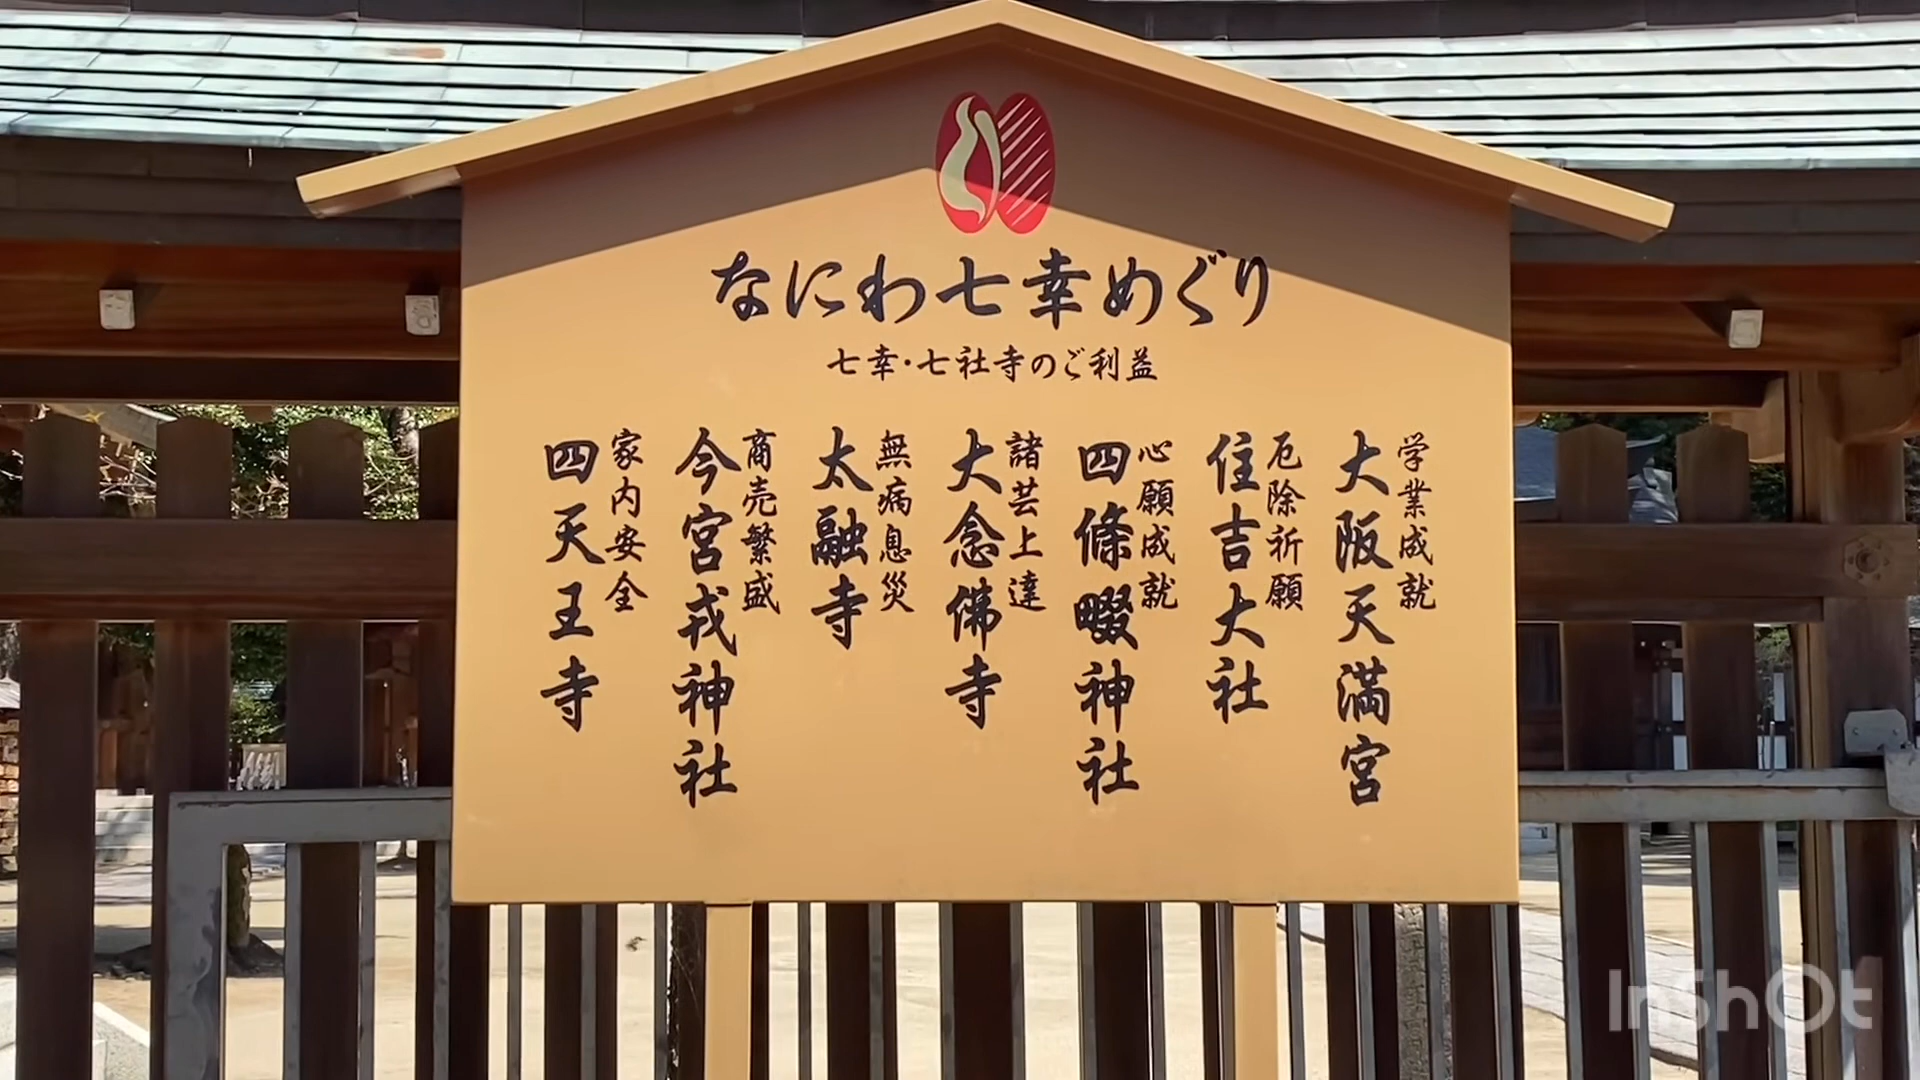 なにわ七幸めぐり
七幸・七社寺のご利益
学業成就
大阪天満宮
厄除祈願
住吉大社
心願成就
四條畷神社
諸芸上達
大念佛寺
無病息災
太融寺
商売繁盛
今宮戎神社
家内安全
四天王寺
InShOt